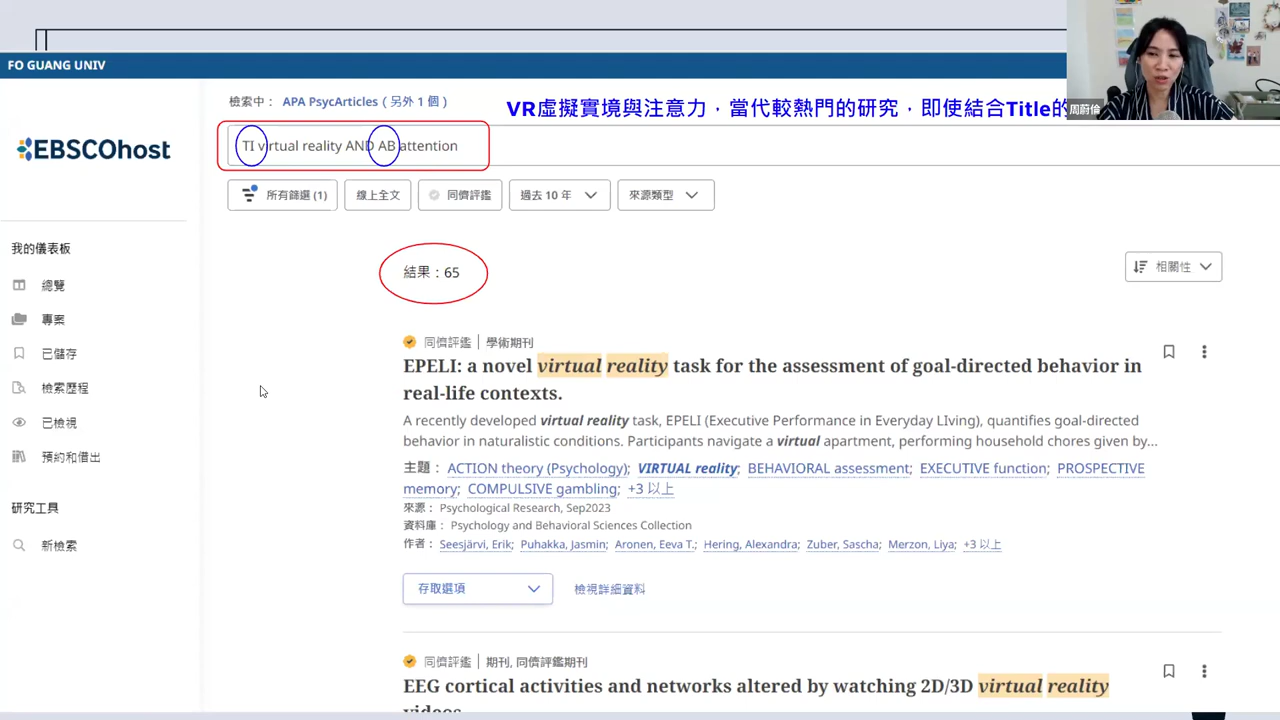 FO GUANG UNIV
周蔚倫
檢索中： APA PsycArticles ( 另外 1 個 )
VR虛擬實境與注意力，當代較熱門的研究，即使結合Title的
EBSCOhost
TI virtual reality AND AB attention
所有篩選 (1) 線上全文 同儕評鑑 過去 10 年 來源類型
我的儀表板
總覽
專案
已儲存
檢索歷程
已檢視
預約和借出
研究工具
新檢索
結果：65
相關性
同儕評鑑 | 學術期刊
EPELI: a novel virtual reality task for the assessment of goal-directed behavior in
real-life contexts.
A recently developed virtual reality task, EPELI (Executive Performance in Everyday LIving), quantifies goal-directed
behavior in naturalistic conditions. Participants navigate a virtual apartment, performing household chores given by...
主題： ACTION theory (Psychology); VIRTUAL reality; BEHAVIORAL assessment; EXECUTIVE function; PROSPECTIVE
memory; COMPULSIVE gambling; +3 以上
來源： Psychological Research, Sep2023
資料庫： Psychology and Behavioral Sciences Collection
作者： Seesjärvi, Erik; Puhakka, Jasmin; Aronen, Eeva T.; Hering, Alexandra; Zuber, Sascha; Merzon, Liya; +3 以上
存取選項 檢視詳細資料
同儕評鑑 | 期刊, 同儕評鑑期刊
EEG cortical activities and networks altered by watching 2D/3D virtual reality
videos.